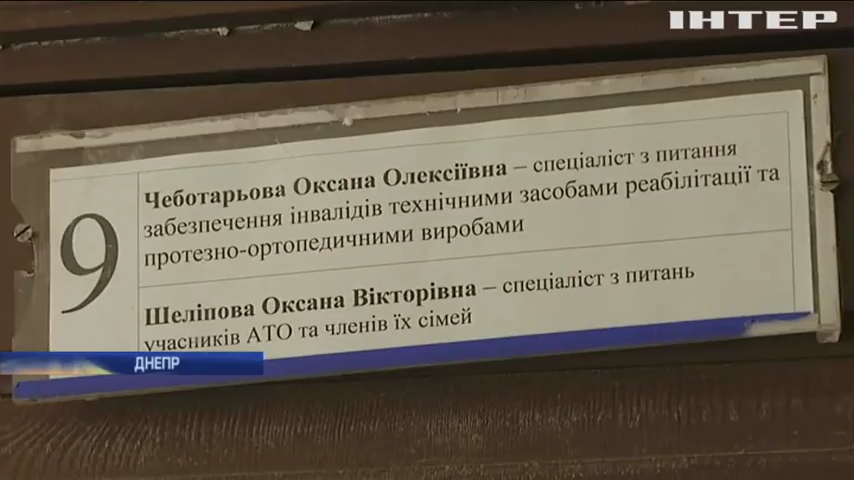 ІНТЕР
9
Чеботарьова Оксана Олексіївна – спеціаліст з питання
забезпечення інвалідів технічними засобами реабілітації та
протезно-ортопедичними виробами
Шеліпова Оксана Вікторівна – спеціаліст з питань
учасників АТО та членів їх сімей
ДНЕПР